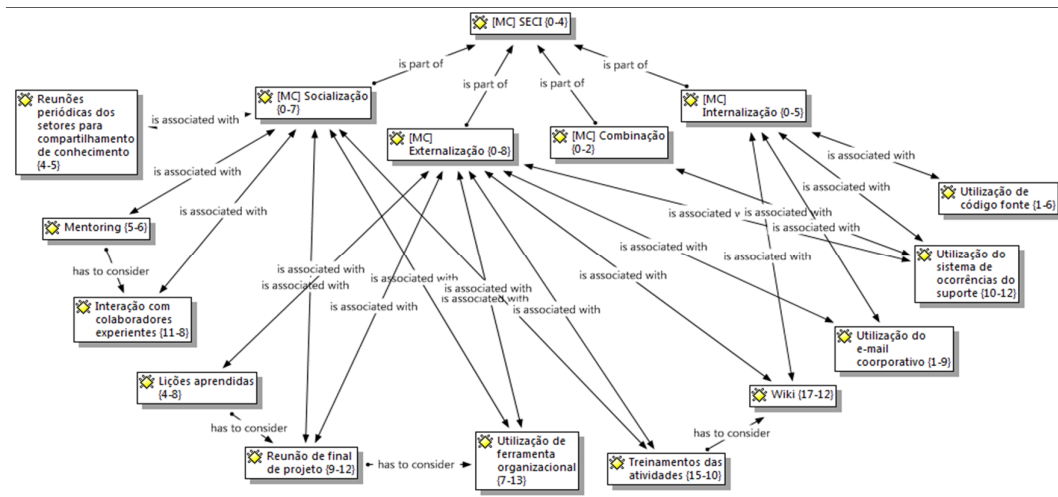 [MC] SECI {0-4}
is part of
is part of
is part of
is part of
Reuniões
periódicas dos
setores para
compartilhamento
de conhecimento
{4-5}
is associated with
[MC] Socialização
{0-7}
[MC]
Externalização {0-8}
[MC] Combinação
{0-2}
[MC]
Internalização {0-5}
is associated with
is associated with
is associated with
is associated with
Utilização de
código fonte {1-6}
Mentoring {5-6}
is associated with
is associated with
is associated
is associated with
is associated with
has to consider
Utilização do
sistema de
ocorrências do
suporte {10-12}
is associated with
is associated with
is associated with
is associated with
is associated with
is associated with
is associated with
Interação com
colaboradores
experientes {11-8}
Utilização do
e-mail
coorporativo {1-9}
Lições aprendidas
{4-8}
Wiki {17-12}
has to consider
has to consider
Reunião de final
de projeto {9-12}
has to consider
Utilização de
ferramenta
organizacional
{7-13}
Treinamentos das
atividades {15-10}